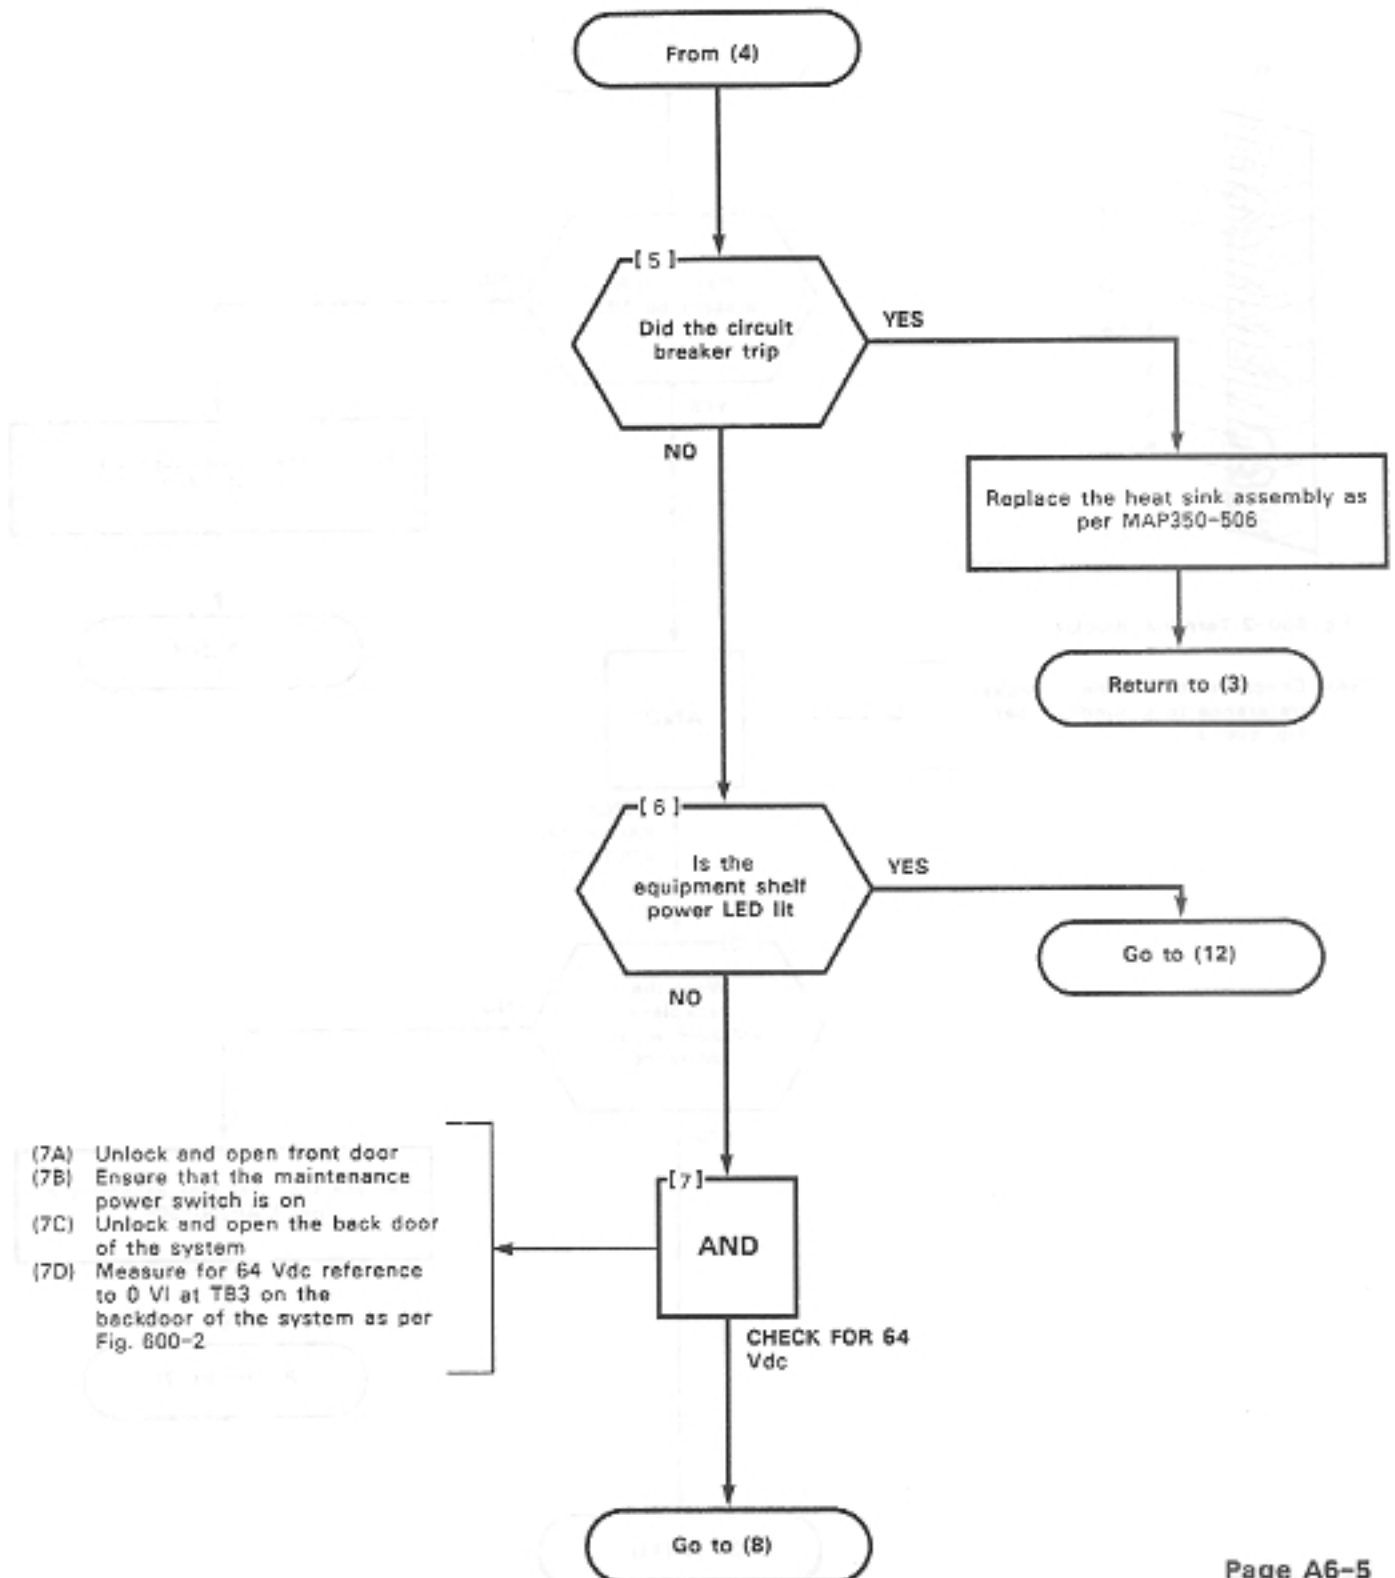 From (4)
[ 5 ]
Did the circuit
breaker trip
YES
NO
Replace the heat sink assembly as
per MAP350-506
Return to (3)
[ 6 ]
Is the
equipment shelf
power LED lit
YES
Go to (12)
NO
(7A) Unlock and open front door
(7B) Ensure that the maintenance
power switch is on
(7C) Unlock and open the back door
of the system
(7D) Measure for 64 Vdc reference
to 0 VI at TB3 on the
backdoor of the system as per
Fig. 600-2
[7]
AND
CHECK FOR 64
Vdc
Go to (8)
Page A6-5